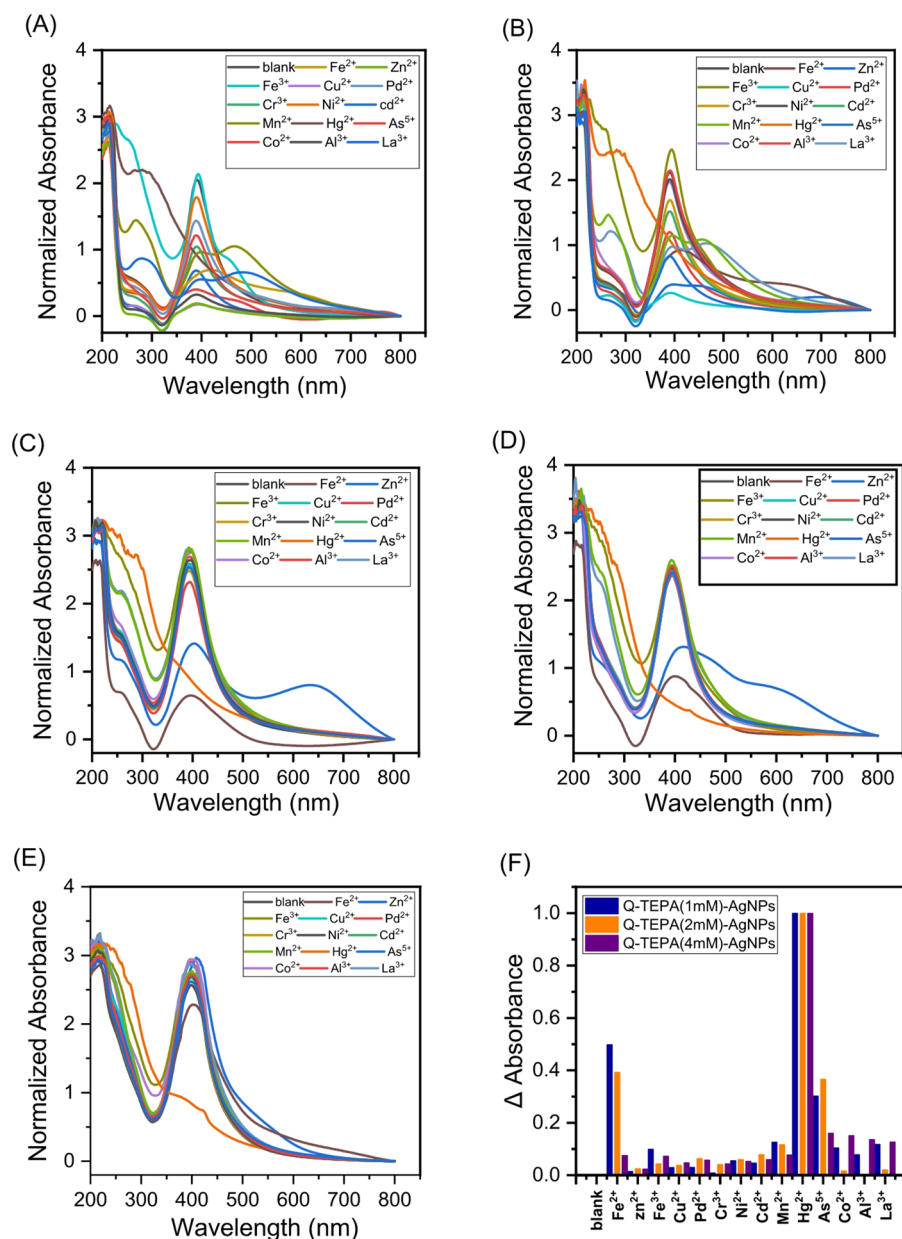 (A)
4
3
2
1
0
200 300 400 500 600 700 800
Normalized Absorbance
Wavelength (nm)
blank Fe²⁺ Zn²⁺
Fe³⁺ Cu²⁺ Pd²⁺
Cr³⁺ Ni²⁺ cd²⁺
Mn²⁺ Hg²⁺ As⁵⁺
Co²⁺ Al³⁺ La³⁺
(B)
4
3
2
1
0
200 300 400 500 600 700 800
Normalized Absorbance
Wavelength (nm)
blank Fe²⁺ Zn²⁺
Fe³⁺ Cu²⁺ Pd²⁺
Cr³⁺ Ni²⁺ Cd²⁺
Mn²⁺ Hg²⁺ As⁵⁺
Co²⁺ Al³⁺ La³⁺
(C)
4
3
2
1
0
200 300 400 500 600 700 800
Normalized Absorbance
Wavelength (nm)
blank Fe²⁺ Zn²⁺
Fe³⁺ Cu²⁺ Pd²⁺
Cr³⁺ Ni²⁺ Cd²⁺
Mn²⁺ Hg²⁺ As⁵⁺
Co²⁺ Al³⁺ La³⁺
(D)
4
3
2
1
0
200 300 400 500 600 700 800
Normalized Absorbance
Wavelength (nm)
blank Fe²⁺ Zn²⁺
Fe³⁺ Cu²⁺ Pd²⁺
Cr³⁺ Ni²⁺ Cd²⁺
Mn²⁺ Hg²⁺ As⁵⁺
Co²⁺ Al³⁺ La³⁺
(E)
4
3
2
1
0
200 300 400 500 600 700 800
Normalized Absorbance
Wavelength (nm)
blank Fe²⁺ Zn²⁺
Fe³⁺ Cu²⁺ Pd²⁺
Cr³⁺ Ni²⁺ Cd²⁺
Mn²⁺ Hg²⁺ As⁵⁺
Co²⁺ Al³⁺ La³⁺
(F)
1.0
0.8
0.6
0.4
0.2
0.0
Δ Absorbance
Q-TEPA(1mM)-AgNPs
Q-TEPA(2mM)-AgNPs
Q-TEPA(4mM)-AgNPs
blank
Fe²⁺
zn²⁺
Fe³⁺
Cu²⁺
Pd²⁺
Cr³⁺
Ni²⁺
Cd²⁺
Mn²⁺
Hg²⁺
As⁵⁺
Co²⁺
Al³⁺
La³⁺